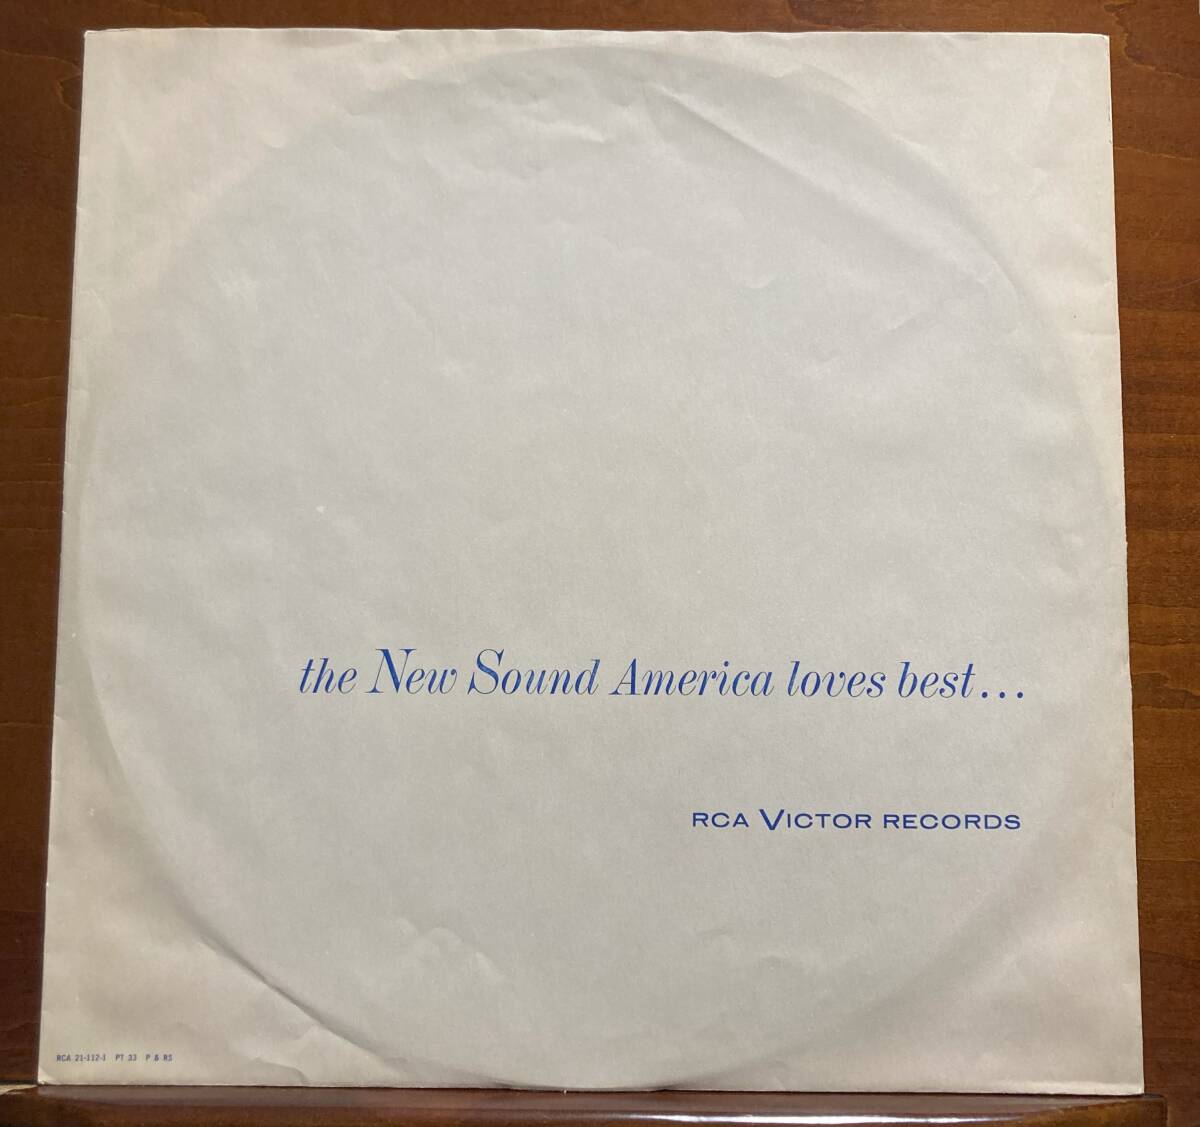 the New Sound America loves best...
RCA VICTOR RECORDS
RCA 21-112-1 PT 33 P & RS